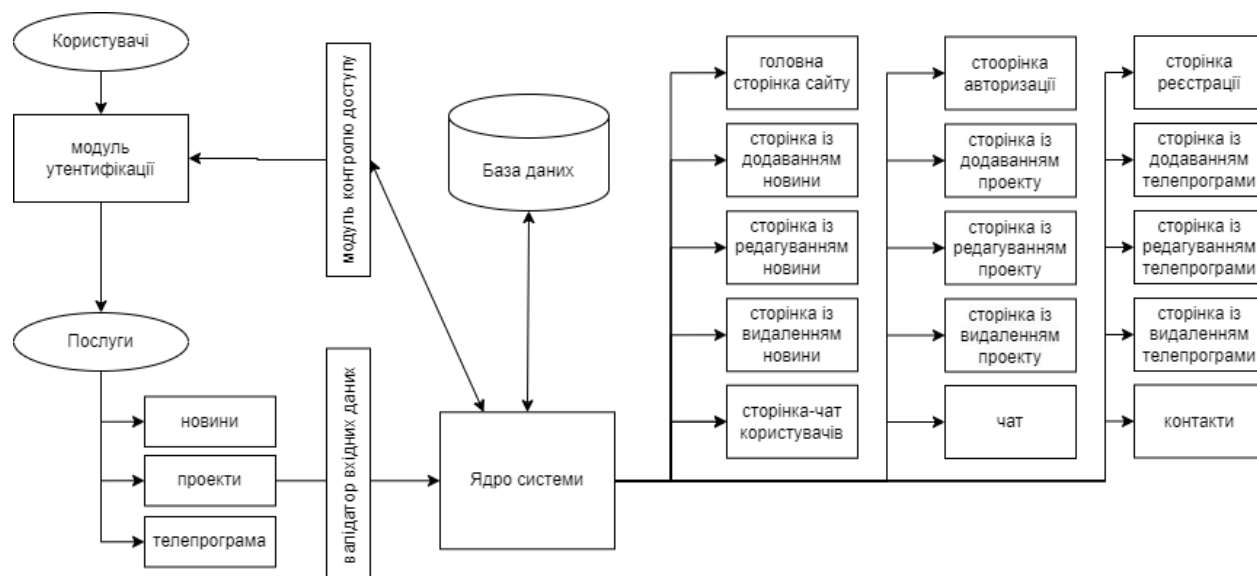 Користувачі
модуль
утентифікації
модуль контролю доступу
База даних
Послуги
новини
проекти
телепрограма
валідатор вхідних даних
Ядро системи
головна
сторінка сайту
стоорінка
авторизації
сторінка
реєстрації
сторінка із
додаванням
новини
сторінка із
додаванням
проекту
сторінка із
додаванням
телепрограми
сторінка із
редагуванням
новини
сторінка із
редагуванням
проекту
сторінка із
редагуванням
телепрограми
сторінка із
видаленням
новини
сторінка із
видаленням
проекту
сторінка із
видаленням
телепрограми
сторінка-чат
користувачів
чат
контакти